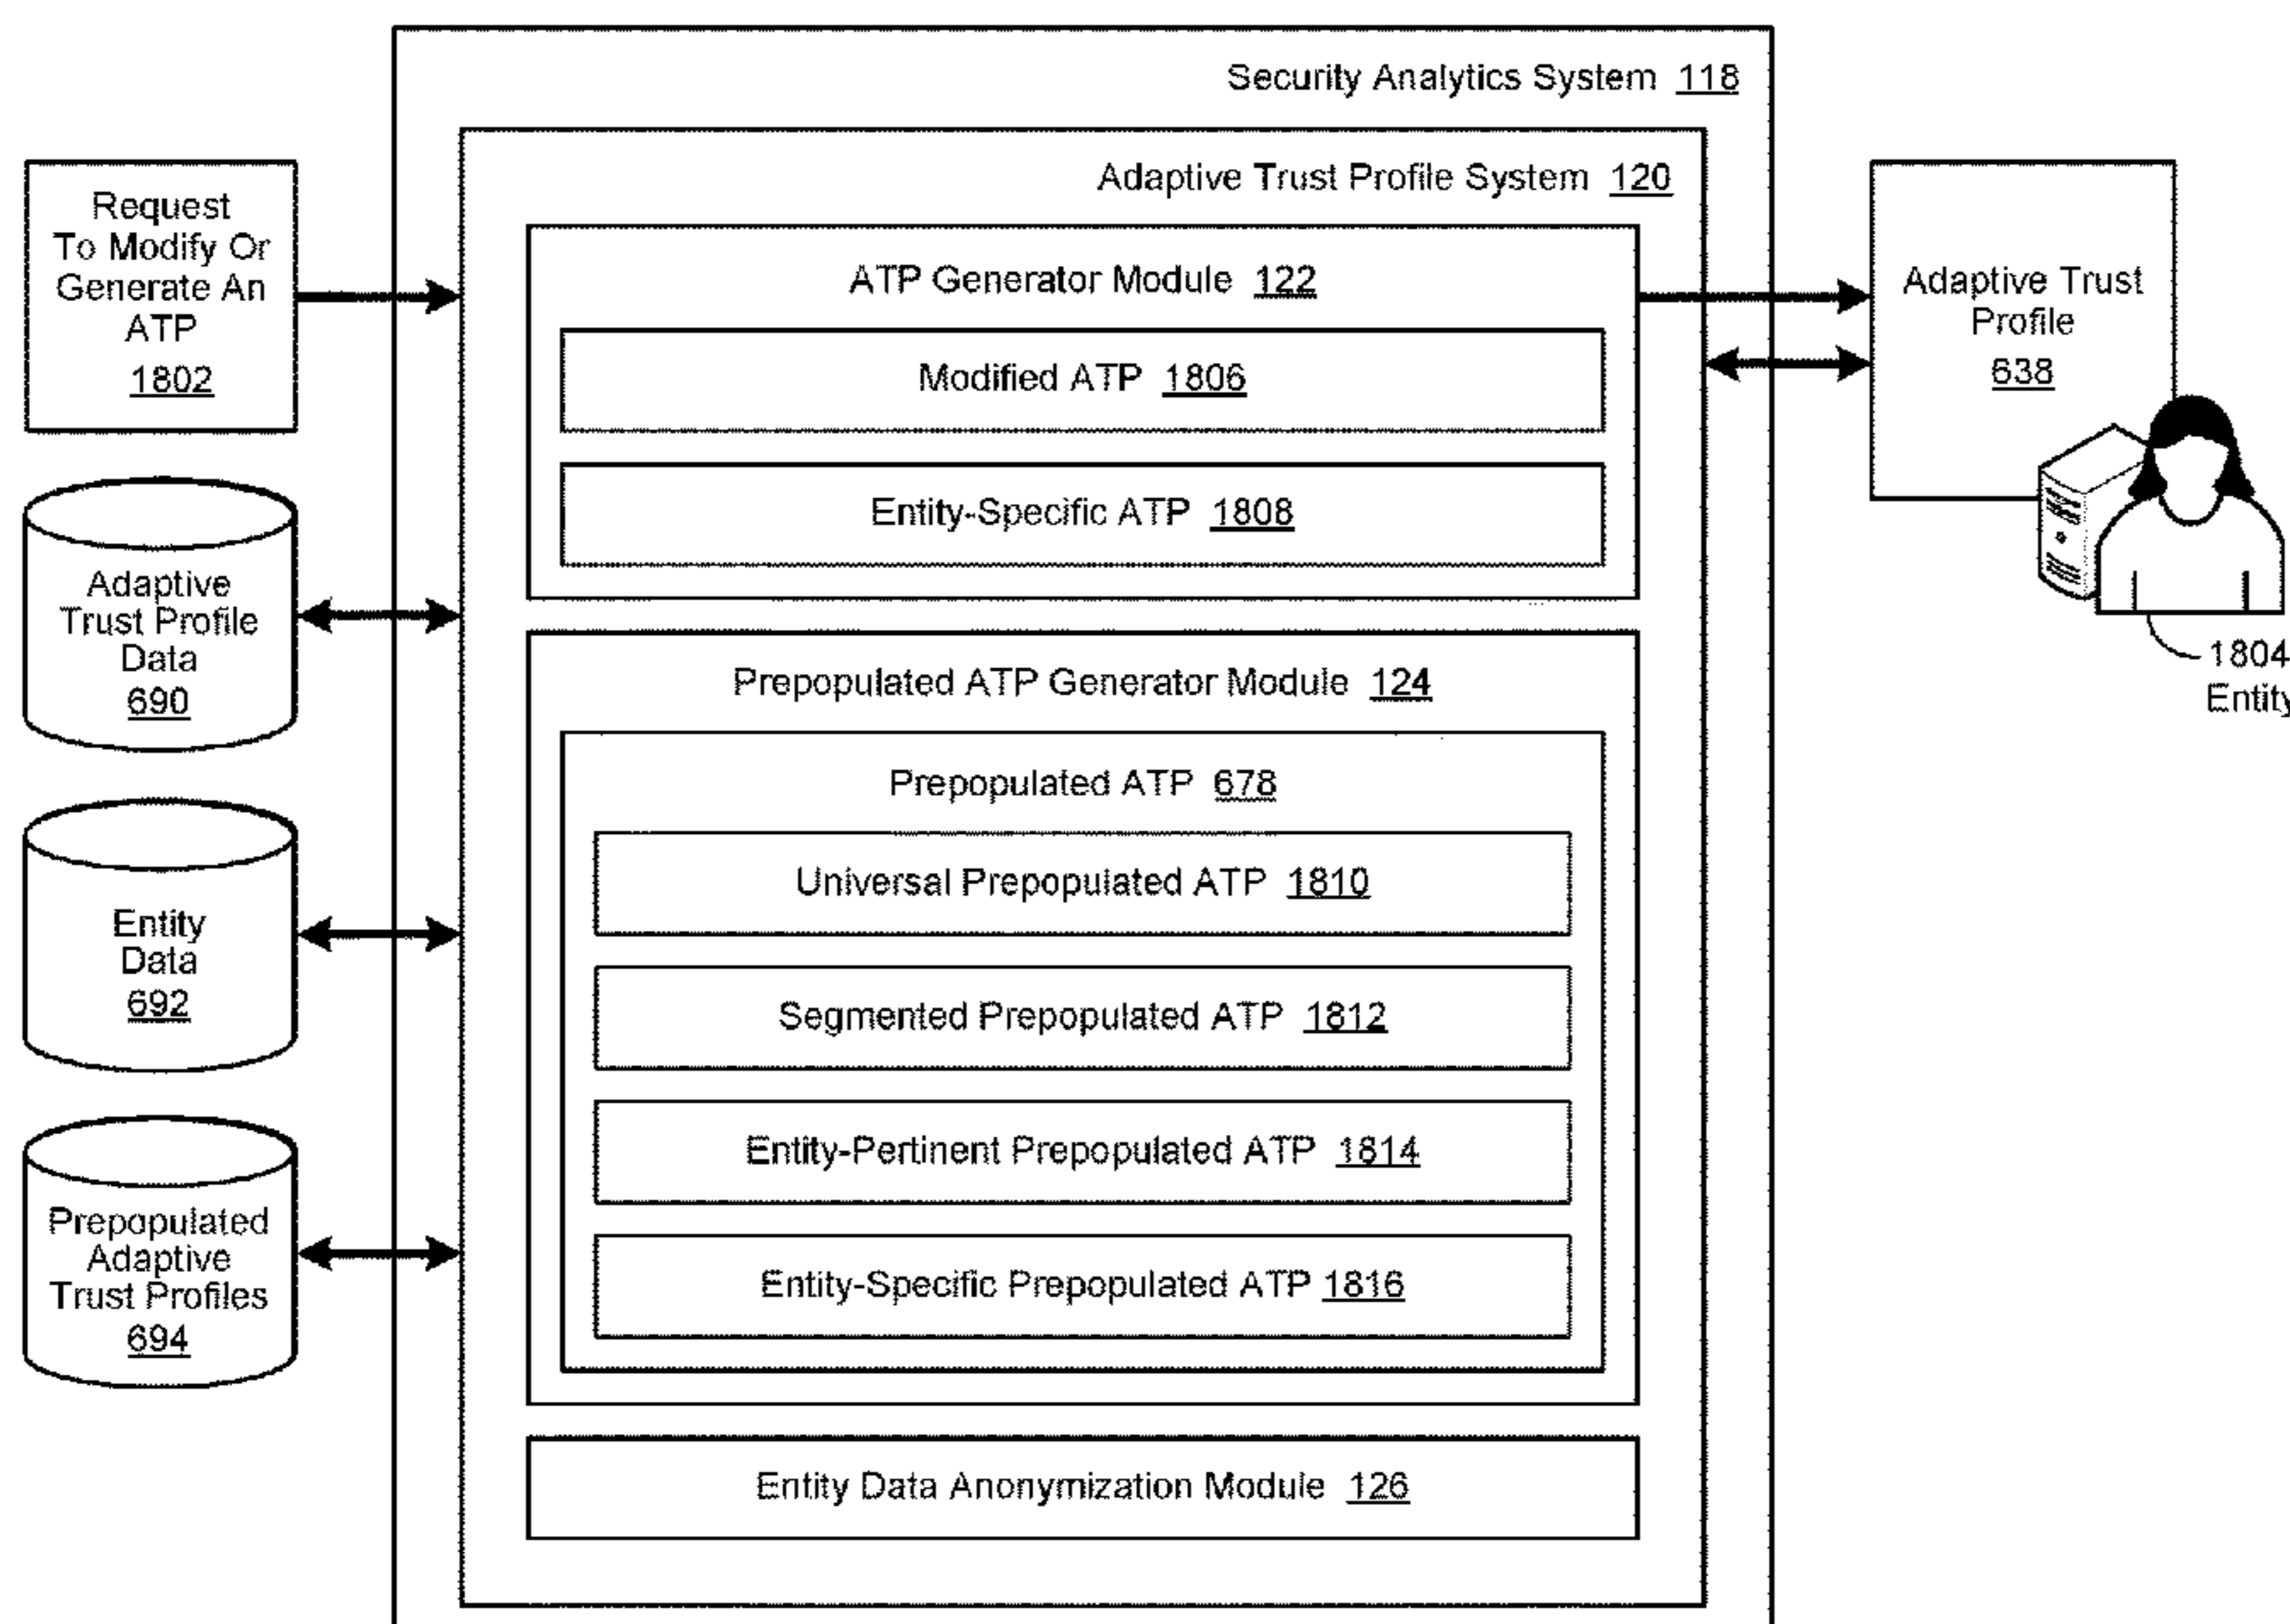 Security Analytics System 118
Adaptive Trust Profile System 120
Request
To Modify Or
Generate An
ATP
1802
ATP Generator Module 122
Modified ATP 1806
Entity-Specific ATP 1808
Adaptive Trust
Profile
638
1804
Entity
Adaptive
Trust Profile
Data
690
Prepopulated ATP Generator Module 124
Prepopulated ATP 678
Universal Prepopulated ATP 1810
Segmented Prepopulated ATP 1812
Entity-Pertinent Prepopulated ATP 1814
Entity-Specific Prepopulated ATP 1816
Entity
Data
692
Prepopulated
Adaptive
Trust Profiles
694
Entity Data Anonymization Module 126